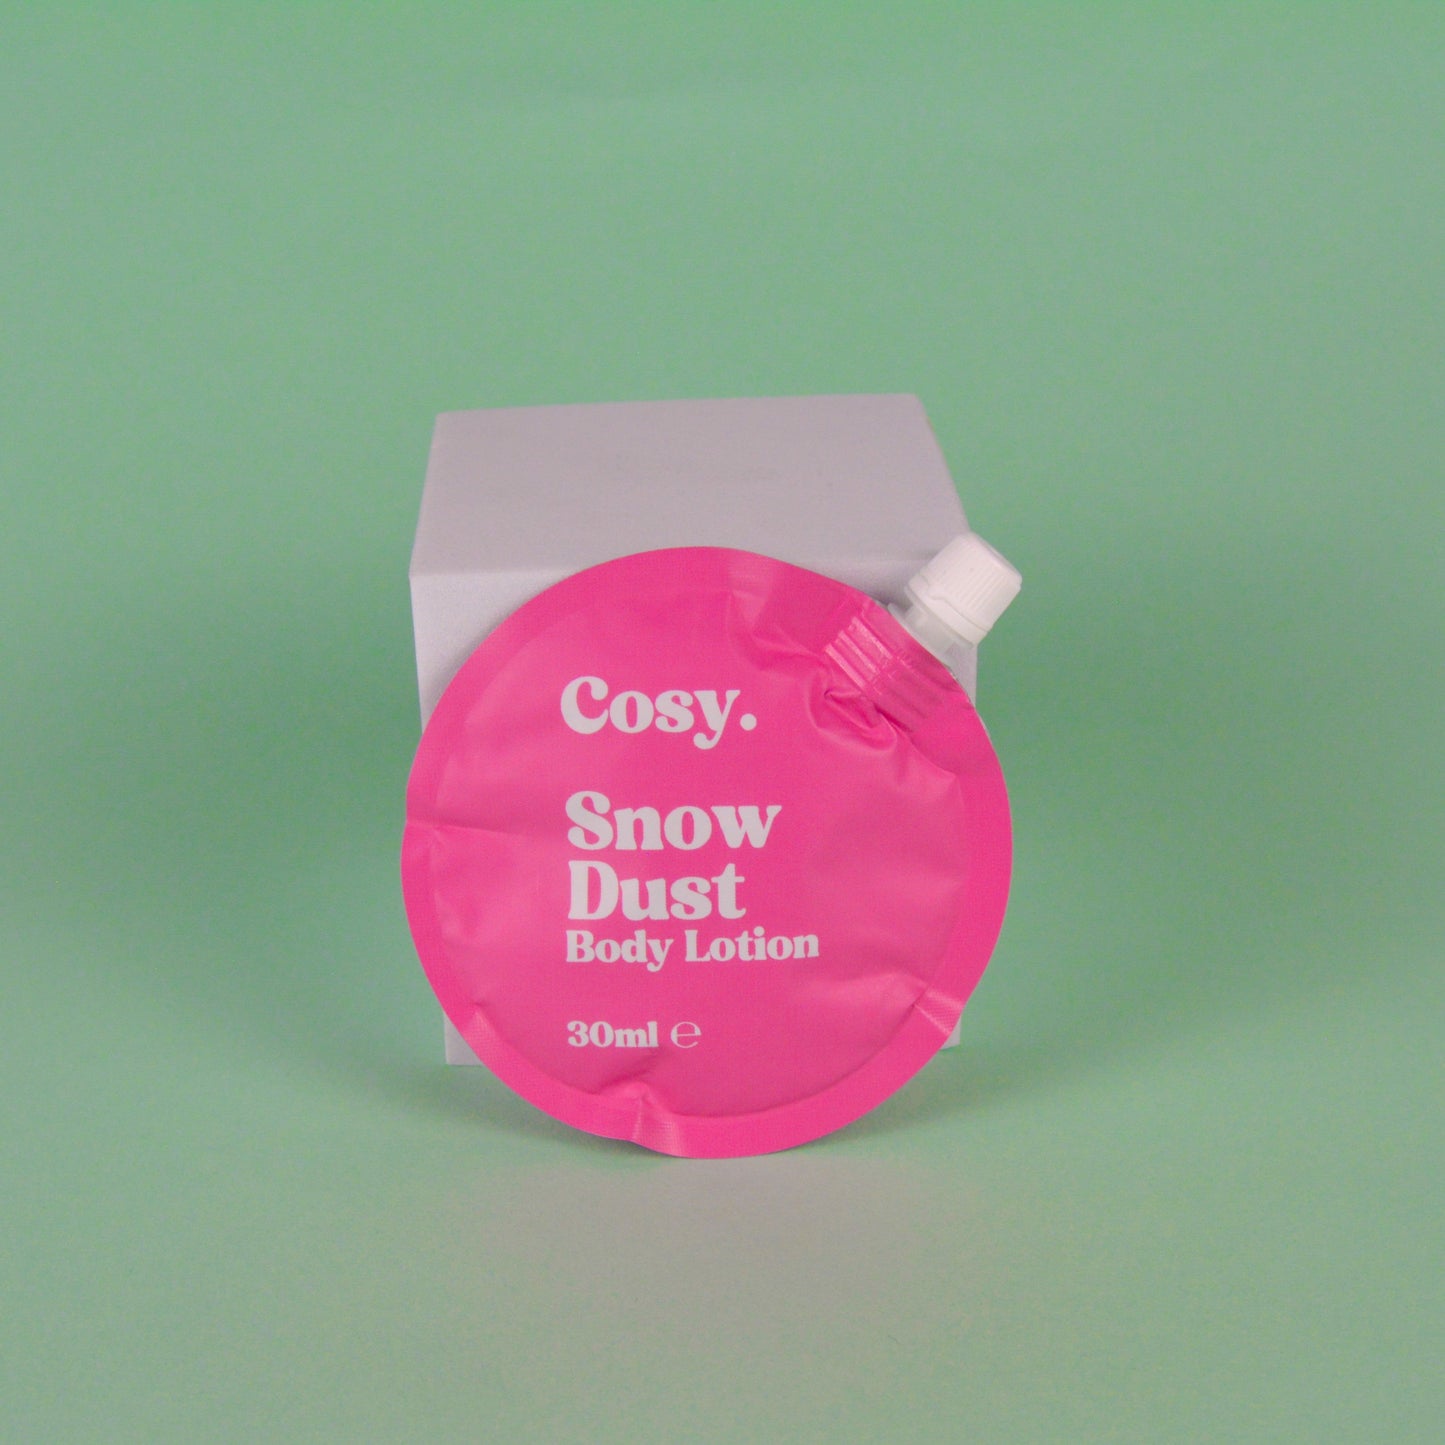 Cosy.
Snow
Dust
Body Lotion
30ml ℮